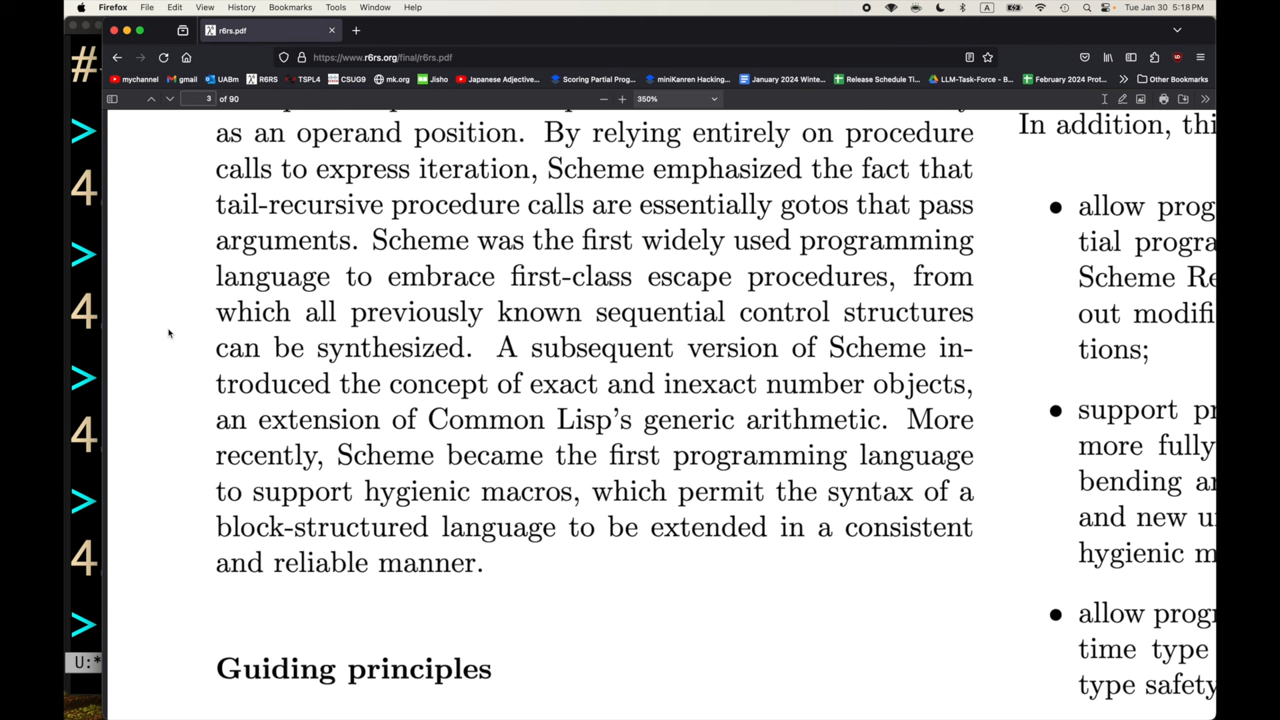 Firefox File Edit View History Bookmarks Tools Window Help
A
Tue Jan 30 5:18 PM
r6rs.pdf
https://www.r6rs.org/final/r6rs.pdf
mychannel gmail UABm R6RS TSPL4 CSUG9 mk.org Jisho Japanese Adjective... Scoring Partial Prog... miniKanren Hacking... January 2024 Winte... Release Schedule Ti... LLM-Task-Force - B... February 2024 Prot... Other Bookmarks
3 of 90
350%
#
>
4
>
4
>
4
>
4
>
U:*
as an operand position. By relying entirely on procedure
calls to express iteration, Scheme emphasized the fact that
tail-recursive procedure calls are essentially gotos that pass
arguments. Scheme was the first widely used programming
language to embrace first-class escape procedures, from
which all previously known sequential control structures
can be synthesized. A subsequent version of Scheme in-
troduced the concept of exact and inexact number objects,
an extension of Common Lisp's generic arithmetic. More
recently, Scheme became the first programming language
to support hygienic macros, which permit the syntax of a
block-structured language to be extended in a consistent
and reliable manner.
Guiding principles
In addition, thi
• allow prog
tial progra
Scheme Re
out modifi
tions;
• support pr
more fully
bending a
and new u
hygienic m
• allow progr
time type
type safety